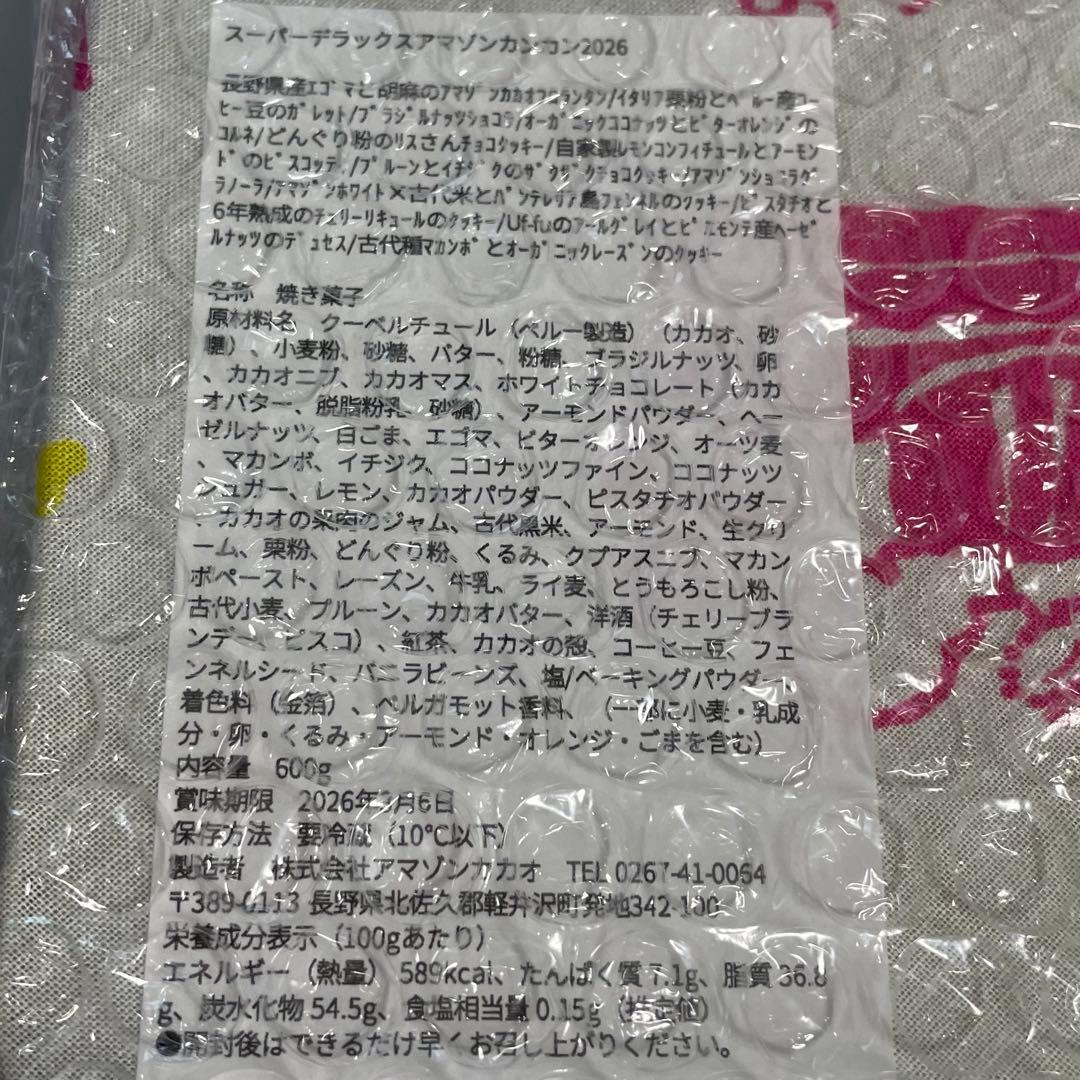 スーパーデラックスアマゾンカンカン2026
長野県産ｴｺﾞﾏと胡麻のｱﾏｿﾞﾝｶｶｵﾌﾛﾗﾝﾀﾝ/ｲﾀﾘｱ栗粉とﾍﾟﾙｰ産ｺｰ
ﾋｰ豆のｶﾞﾚｯﾄ/ﾌﾞﾗｼﾞﾙﾅｯﾂｼｮｺﾗ/ｵｰｶﾞﾆｯｸｺｺﾅｯﾂとﾋﾞﾀｰｵﾚﾝｼﾞの
ｺﾙﾈ/どんぐり粉のﾘｽさんﾁｮｺｸｯｷｰ/自家製ﾚﾓﾝｺﾝﾌｨﾁｭｰﾙとｱｰﾓﾝ
ﾄﾞのﾋﾞｽｺｯﾃｨ/ﾌﾟﾙｰﾝとｲﾁｼﾞｸのｻﾞｸｻﾞｸﾁｮｺｸｯｷｰ/ｱﾏｿﾞﾝｼｮｺﾗｸﾞ
ﾗﾉｰﾗ/ｱﾏｿﾞﾝﾎﾜｲﾄ×古代米とﾊﾟﾝﾃﾚﾘｱ島ﾌｪﾝﾈﾙのｸｯｷｰ/ﾋﾟｽﾀﾁｵと
6年熟成のﾁｪﾘｰﾘｷｭｰﾙのｸｯｷｰ/Uf-fuのｱｰﾙｸﾞﾚｲとﾋﾟｴﾓﾝﾃ産ﾍｰｾﾞ
ﾙﾅｯﾂのﾃﾞｭｾｽ/古代種ﾏｶﾝﾎﾞとｵｰｶﾞﾆｯｸﾚｰｽﾞﾝのｸｯｷｰ
名称　焼き菓子
原材料名　クーベルチュール（ペルー製造）（カカオ、砂
糖）、小麦粉、砂糖、バター、粉糖、ブラジルナッツ、卵
、カカオニブ、カカオマス、ホワイトチョコレート（カカ
オバター、脱脂粉乳、砂糖）、アーモンドパウダー、ヘー
ゼルナッツ、白ごま、エゴマ、ビターオレンジ、オーツ麦
、マカンボ、イチジク、ココナッツファイン、ココナッツ
シュガー、レモン、カカオパウダー、ピスタチオパウダー
、カカオの果肉のジャム、古代黒米、アーモンド、生クリ
ーム、栗粉、どんぐり粉、くるみ、クプアスニブ、マカン
ボペースト、レーズン、牛乳、ライ麦、とうもろこし粉、
古代小麦、プルーン、カカオバター、洋酒（チェリーブラ
ンデー、ピスコ）、紅茶、カカオの殻、コーヒー豆、フェ
ンネルシード、バニラビーンズ、塩/ベーキングパウダー、
着色料（金箔）、ベルガモット香料、（一部に小麦・乳成
分・卵・くるみ・アーモンド・オレンジ・ごまを含む）
内容量　600g
賞味期限　2026年 月6日
保存方法　要冷蔵（10℃以下）
製造者　株式会社アマゾンカカオ　TEL 0267-41-0064
〒389-0113 長野県北佐久郡軽井沢町発地342-100
栄養成分表示（100gあたり）
エネルギー（熱量）589kcal、たんぱく質 7.1g、脂質 36.8
g、炭水化物 54.5g、食塩相当量 0.15g（推定値）
●開封後はできるだけ早くお召し上がりください。